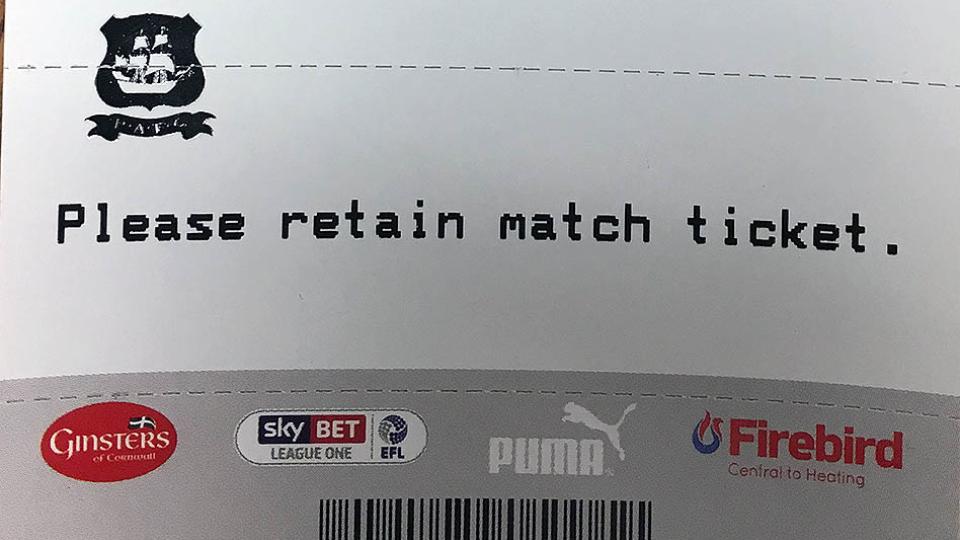 P·A·F·C
Please retain match ticket.
GINSTERS
of Cornwall
sky BET
LEAGUE ONE
EFL
PUMA
Firebird
Central to Heating